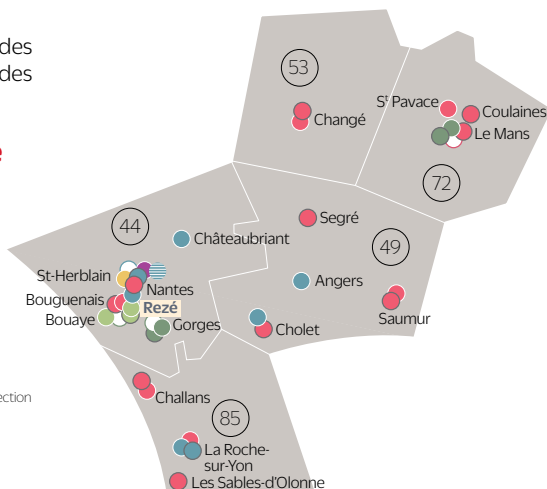 des
des
53
Changé
St Pavace
Coulaines
Le Mans
72
44
Châteaubriant
Segré
49
St-Herblain
Nantes
Angers
Bouguenais
Rezé
Bouaye
Gorges
Cholet
Saumur
ection
Challans
85
La Roche-
sur-Yon
Les Sables-d'Olonne